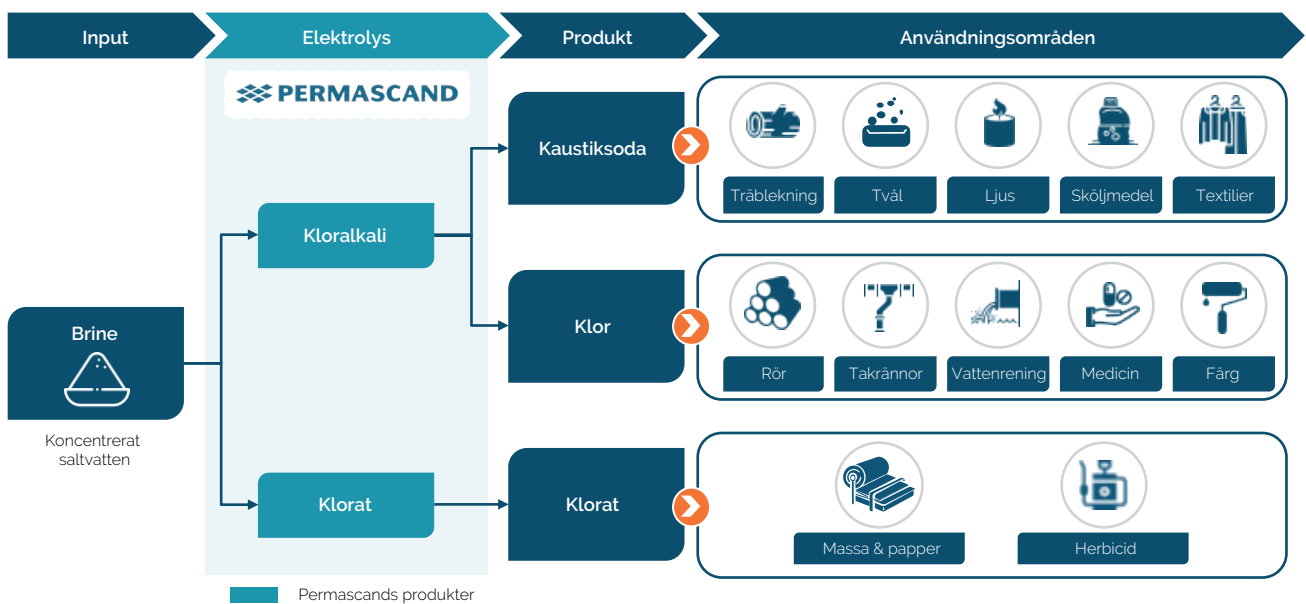 Input
Elektrolys
Produkt
Användningsområden
PERMASCAND
Kaustiksoda
Träblekning
Tvål
Ljus
Sköljmedel
Textilier
Kloralkali
Klor
Rör
Takrännor
Vattenrening
Medicin
Färg
Brine
Koncentrerat
saltvatten
Klorat
Klorat
Massa & papper
Herbicid
Permascands produkter